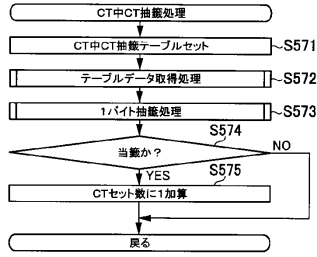 CT中CT抽籤処理
CT中CT抽籤テーブルセット
S571
テーブルデータ取得処理
S572
1バイト抽籤処理
S573
S574
当籤か？
NO
YES
S575
CTセット数に1加算
戻る